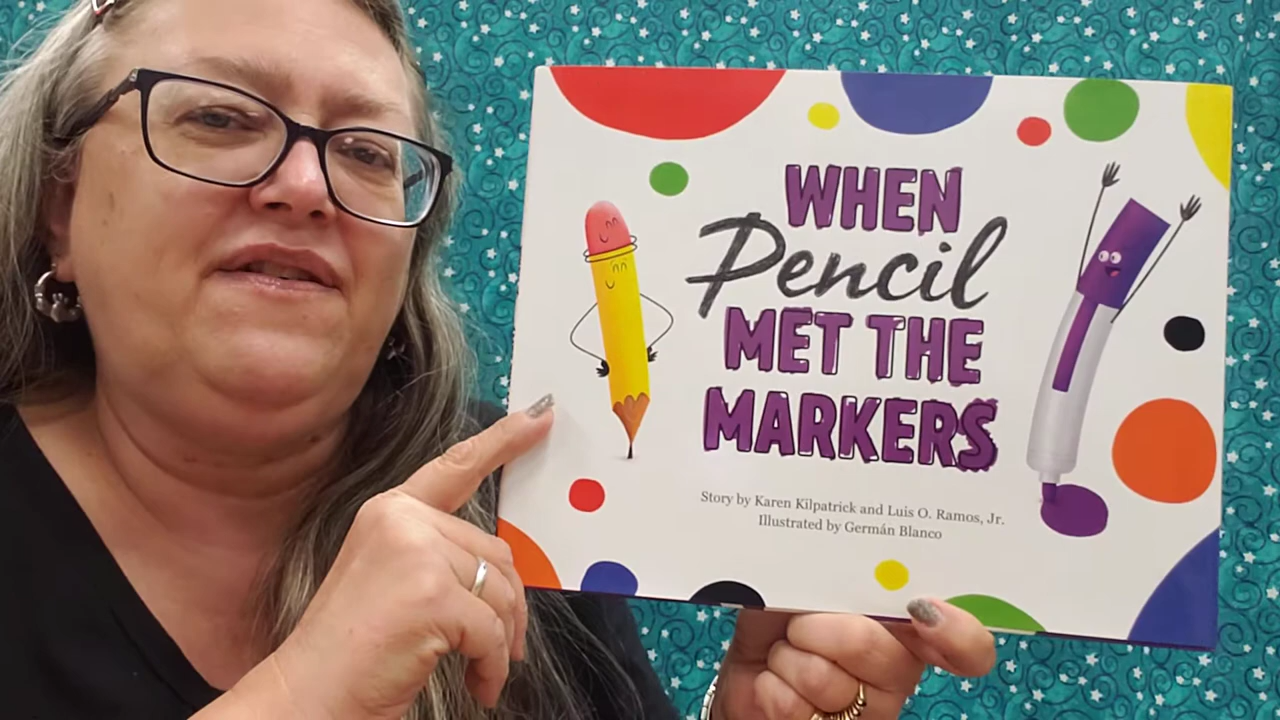 WHEN
Pencil
MET THE
MARKERS
Story by Karen Kilpatrick and Luis O. Ramos, Jr.
Illustrated by Germán Blanco